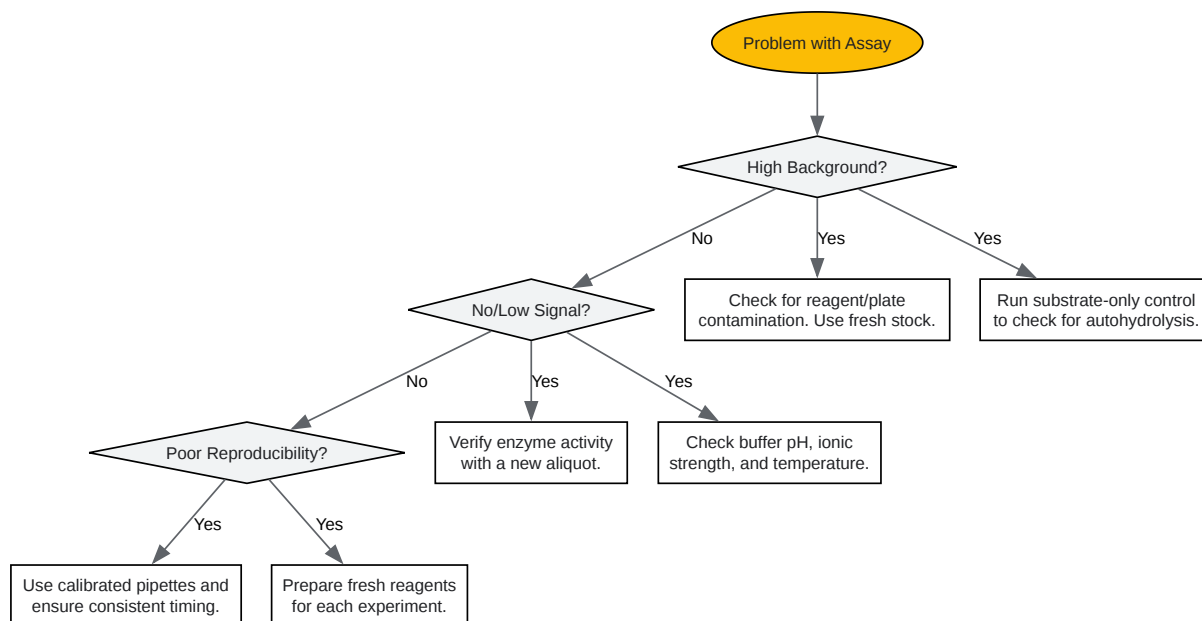 Problem with Assay
High Background?
No
Yes
Yes
No/Low Signal?
Check for reagent/plate
contamination. Use fresh stock.
Run substrate-only control
to check for autohydrolysis.
No
Yes
Yes
Poor Reproducibility?
Verify enzyme activity
with a new aliquot.
Check buffer pH, ionic
strength, and temperature.
Yes
Yes
Use calibrated pipettes and
ensure consistent timing.
Prepare fresh reagents
for each experiment.